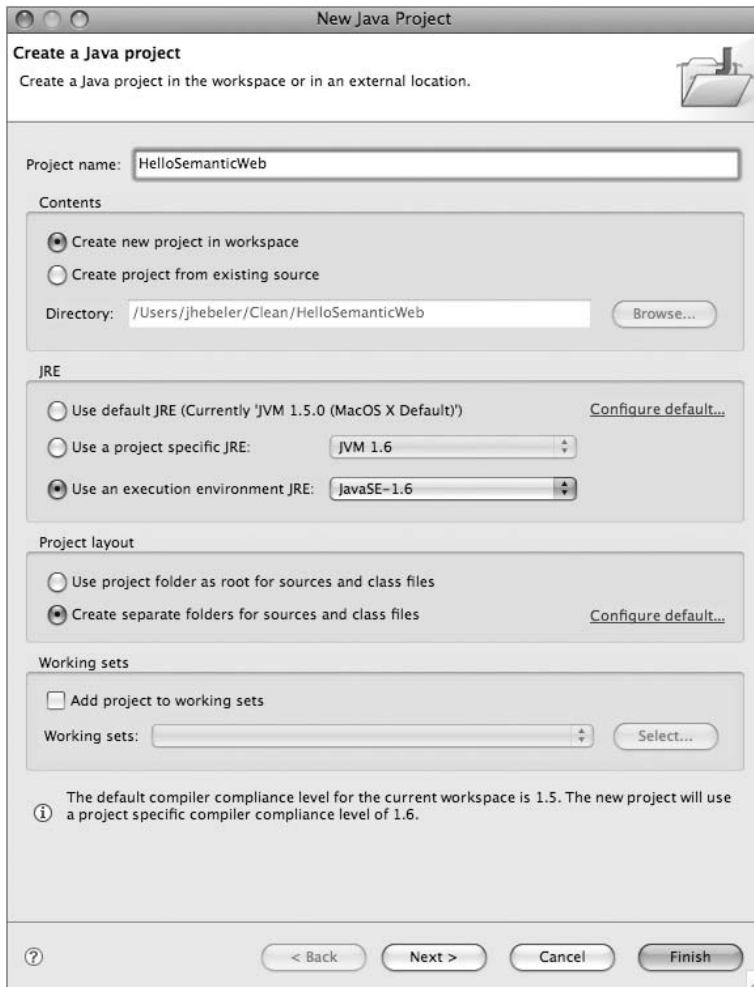 New Java Project
Create a Java project
Create a Java project in the workspace or in an external location.
Project name: HelloSemanticWeb
Contents
Create new project in workspace
Create project from existing source
Directory: /Users/jhebeler/Clean/HelloSemanticWeb Browse...
JRE
Use default JRE (Currently 'JVM 1.5.0 (MacOS X Default)') Configure default...
Use a project specific JRE: JVM 1.6
Use an execution environment JRE: JavaSE-1.6
Project layout
Use project folder as root for sources and class files
Create separate folders for sources and class files Configure default...
Working sets
Add project to working sets
Working sets: Select...
The default compiler compliance level for the current workspace is 1.5. The new project will use
a project specific compiler compliance level of 1.6.
? < Back Next > Cancel Finish